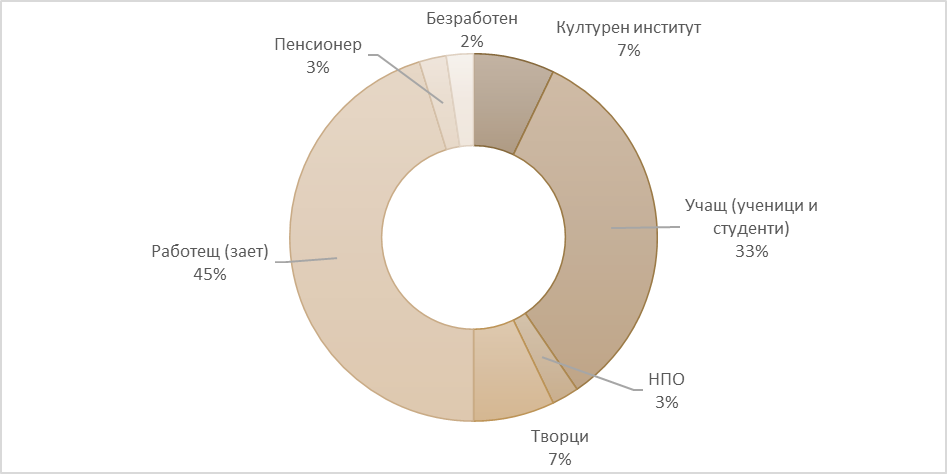 Безработен
2%
Културен институт
7%
Пенсионер
3%
Учащ (ученици и
студенти)
33%
Работещ (зает)
45%
НПО
3%
Творци
7%